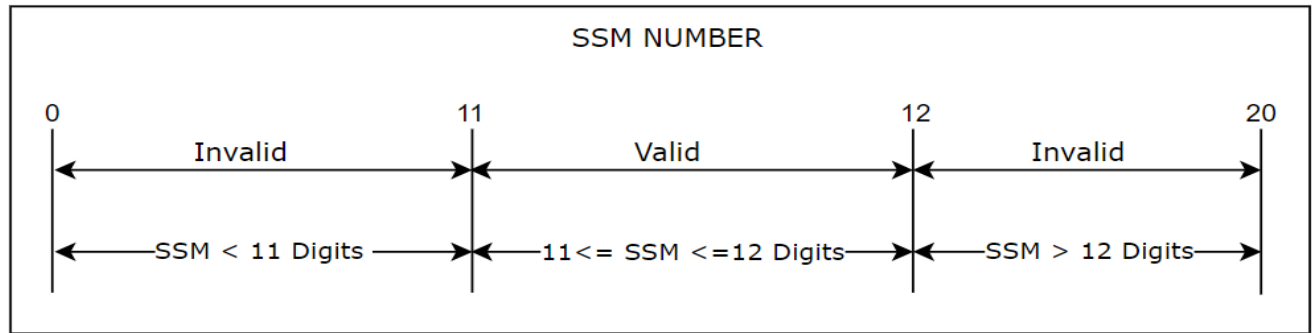 SSM NUMBER
0 11 12 20
Invalid Valid Invalid
SSM < 11 Digits 11<= SSM <=12 Digits SSM > 12 Digits